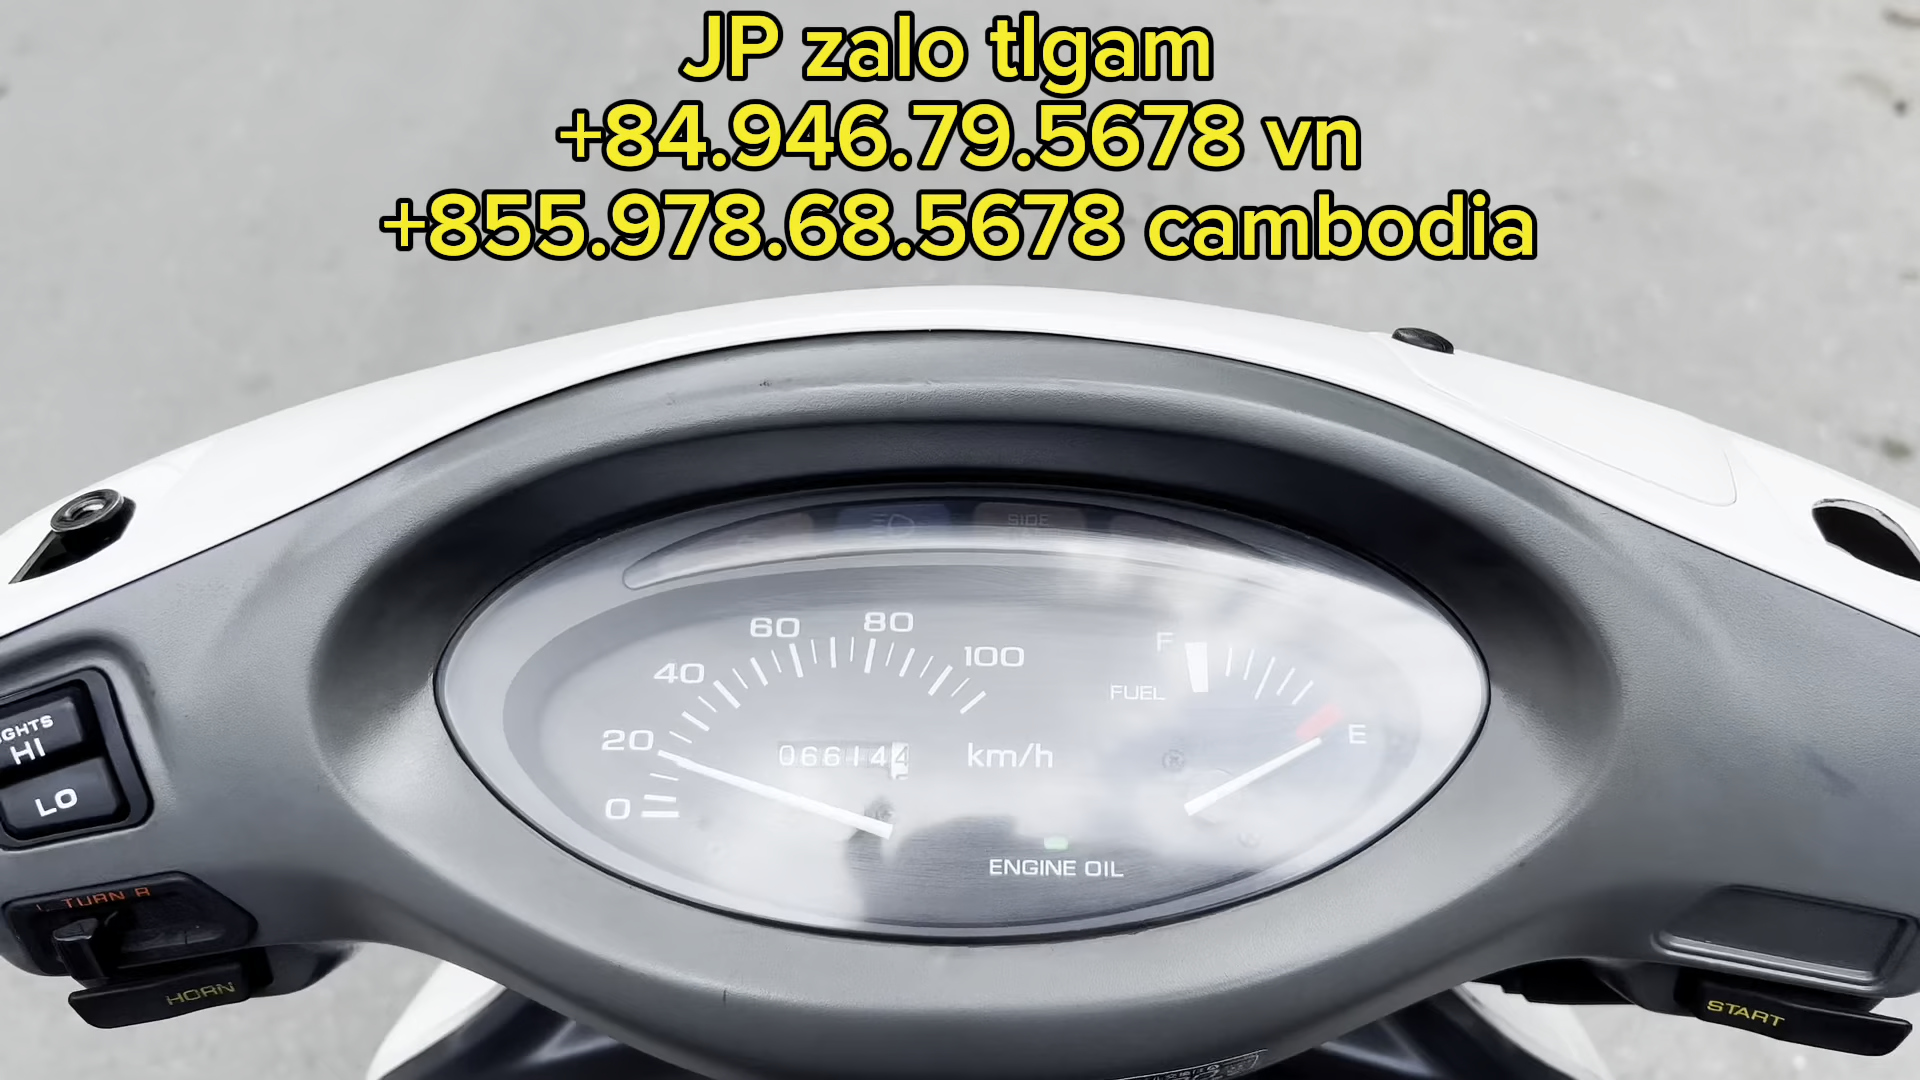 JP zalo tlgam
+84.946.79.5678 vn
+855.978.68.5678 cambodia
SIDE
60 80
40 100
20
0
066144
km/h
F
FUEL
E
ENGINE OIL
HI
LO
L TURN R
HORN
START